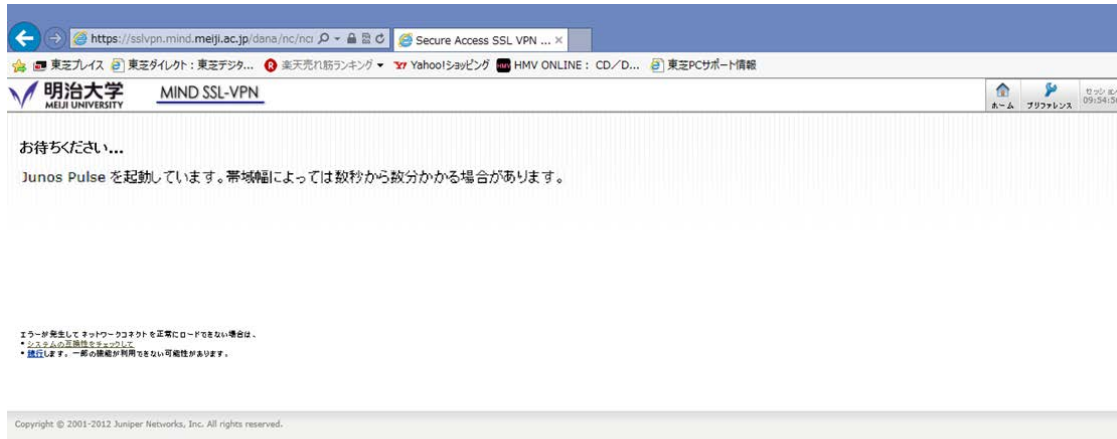 https://sslvpn.mind.meiji.ac.jp/dana/nc/nc
Secure Access SSL VPN ...
東芝プレイス 東芝ダイレクト：東芝デジタ... 楽天売れ筋ランキング Yahoo!ショッピング HMV ONLINE： CD／D... 東芝PCサポート情報
明治大学
MEIJI UNIVERSITY
MIND SSL-VPN
ホーム プリファレンス
お待ちください...
Junos Pulse を起動しています。帯域幅によっては数秒から数分かかる場合があります。
エラーが発生して ネットワークコネクト を正常にロードできない場合は、
• システムの互換性をチェックして
• 続行します。一部の機能が利用できない可能性があります。
Copyright © 2001-2012 Juniper Networks, Inc. All rights reserved.